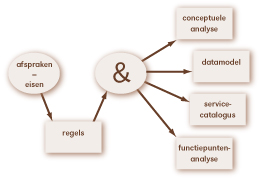 afspraken
–
eisen
regels
&
conceptuele
analyse
datamodel
service-
catalogus
functiepunten-
analyse